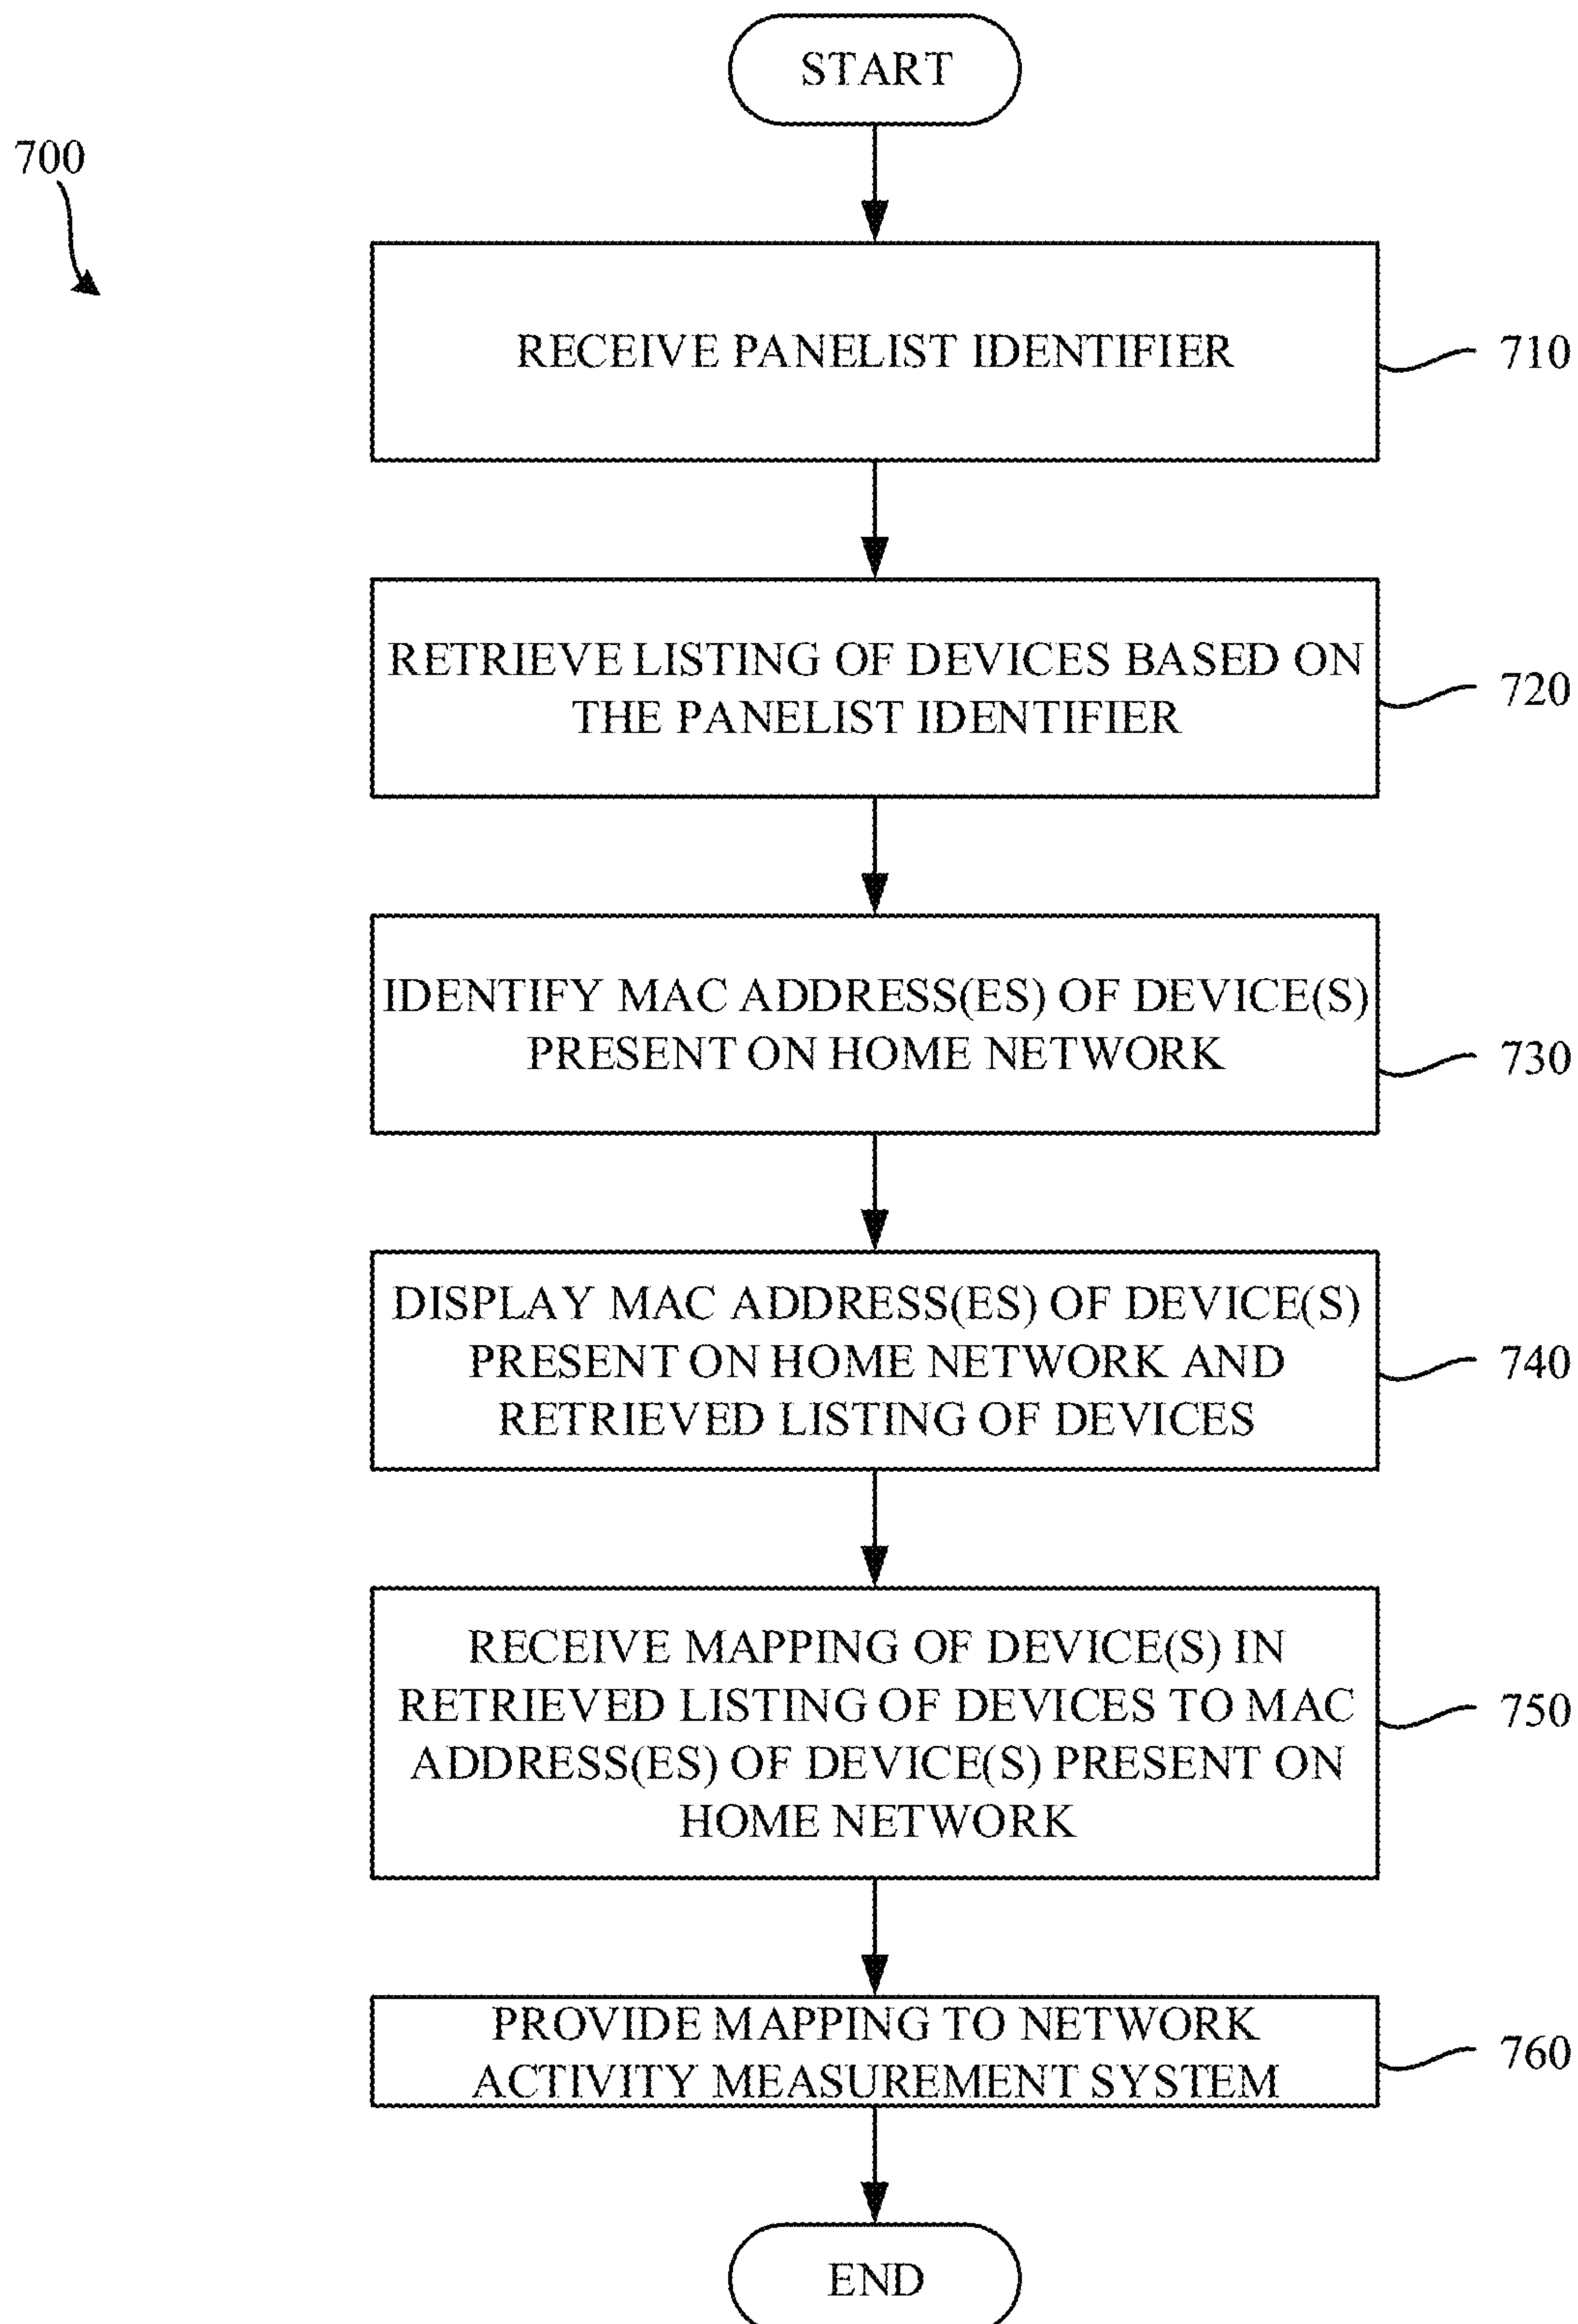 START
700
RECEIVE PANELIST IDENTIFIER
710
RETRIEVE LISTING OF DEVICES BASED ON
THE PANELIST IDENTIFIER
720
IDENTIFY MAC ADDRESS(ES) OF DEVICE(S)
PRESENT ON HOME NETWORK
730
DISPLAY MAC ADDRESS(ES) OF DEVICE(S)
PRESENT ON HOME NETWORK AND
RETRIEVED LISTING OF DEVICES
740
RECEIVE MAPPING OF DEVICE(S) IN
RETRIEVED LISTING OF DEVICES TO MAC
ADDRESS(ES) OF DEVICE(S) PRESENT ON
HOME NETWORK
750
PROVIDE MAPPING TO NETWORK
ACTIVITY MEASUREMENT SYSTEM
760
END